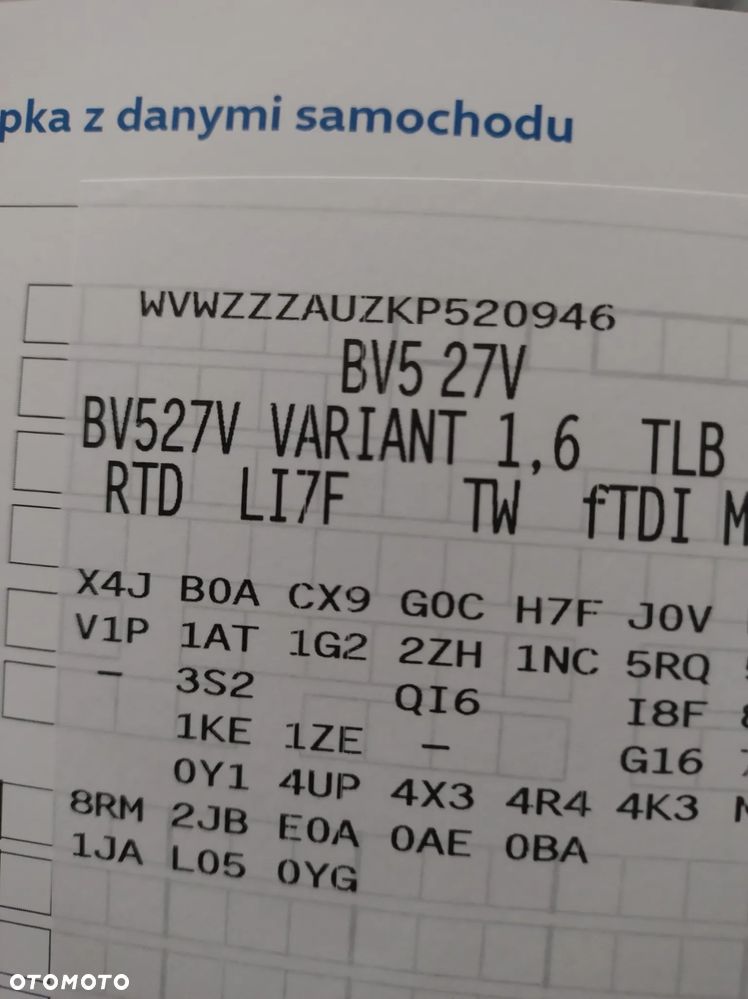 pka z danymi samochodu
WVWZZZAUZKP520946
BV5 27V
BV527V VARIANT 1,6 TLB
RTD LI7F TW fTDI M
X4J B0A CX9 G0C H7F J0V
V1P 1AT 1G2 2ZH 1NC 5RQ
- 3S2 QI6 I8F
1KE 1ZE - G16
0Y1 4UP 4X3 4R4 4K3
8RM 2JB E0A 0AE 0BA
1JA L05 0YG
OTOMOTO